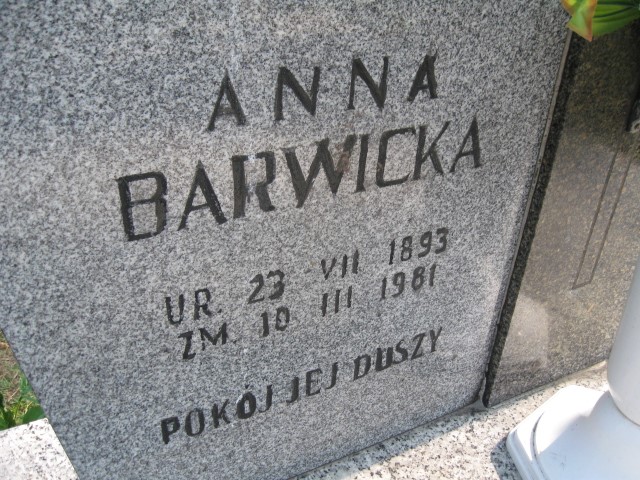 ANNA
BARWICKA
UR. 23 VII 1893
ZM. 10 III 1981
POKÓJ JEJ DUSZY